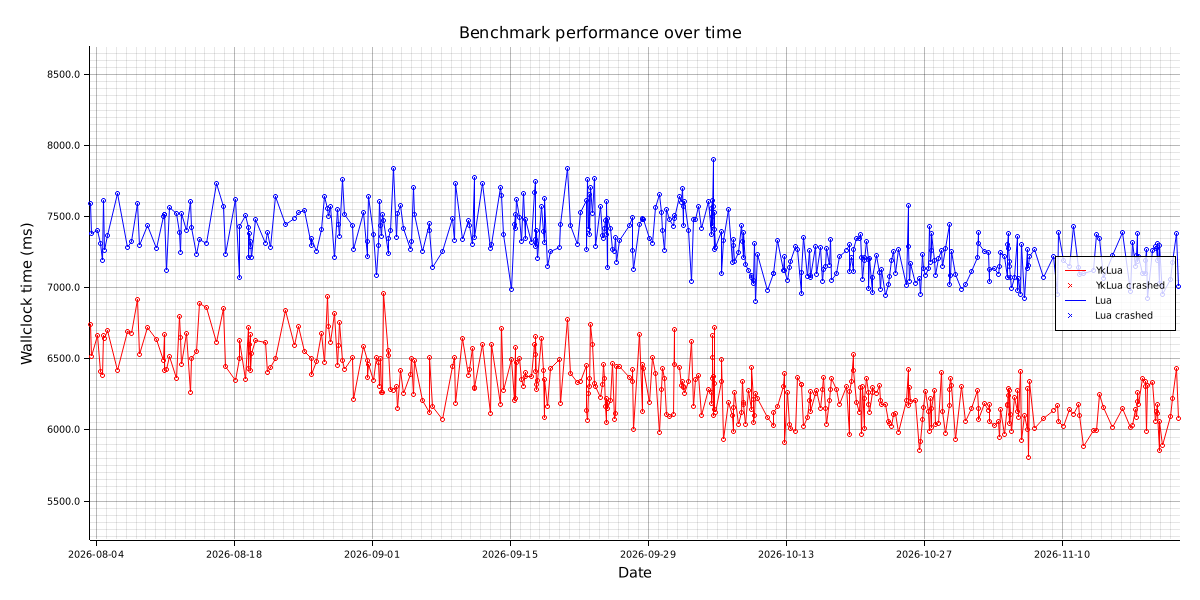 Benchmark performance over time
Wallclock time (ms)
8500.0
8000.0
7500.0
7000.0
6500.0
6000.0
5500.0
YkLua
YkLua crashed
Lua
Lua crashed
2026-08-04
2026-08-18
2026-09-01
2026-09-15
2026-09-29
2026-10-13
2026-10-27
2026-11-10
Date